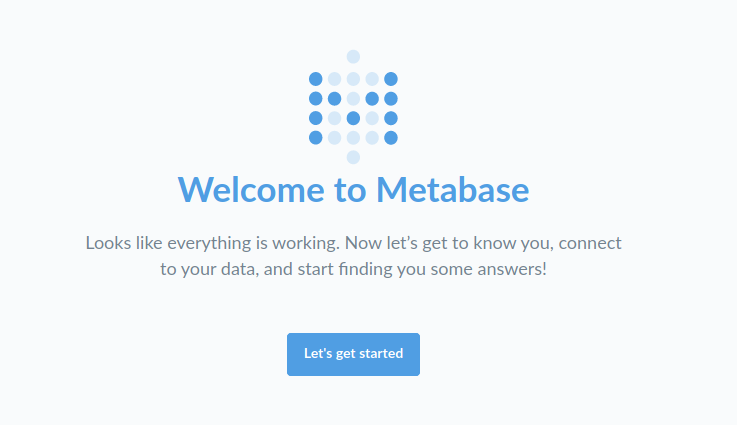 Welcome to Metabase
Looks like everything is working. Now let's get to know you, connect
to your data, and start finding you some answers!
Let's get started